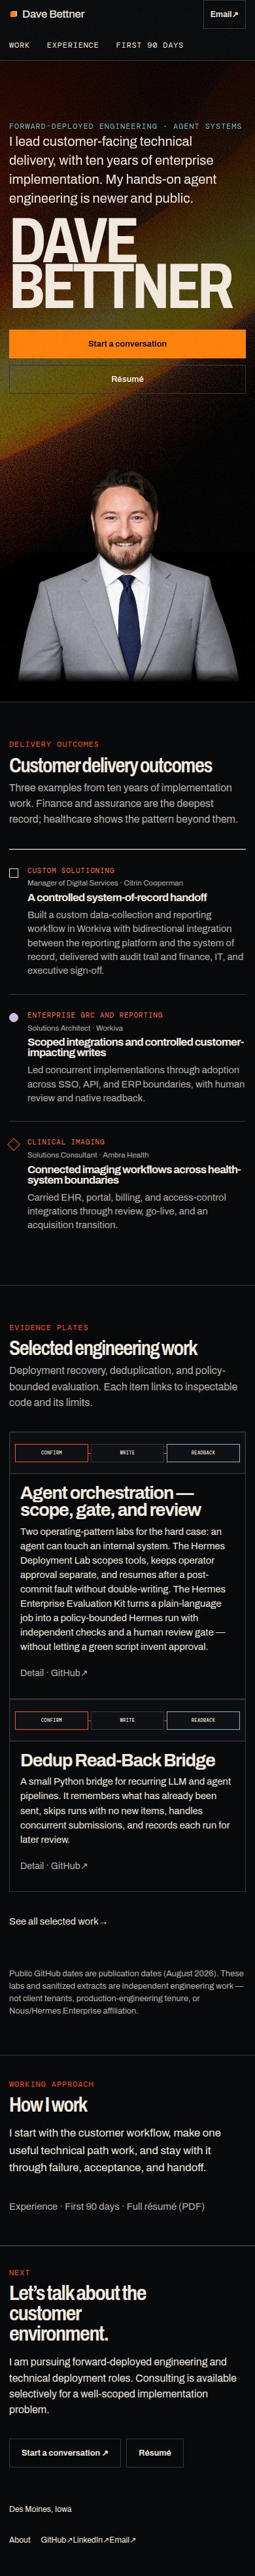 Dave Bettner
Email↗
WORK EXPERIENCE FIRST 90 DAYS
FORWARD-DEPLOYED ENGINEERING · AGENT SYSTEMS
I lead customer-facing technical
delivery, with ten years of enterprise
implementation. My hands-on agent
engineering is newer and public.
DAVE
BETTNER
Start a conversation
Résumé
DELIVERY OUTCOMES
Customer delivery outcomes
Three examples from ten years of implementation
work. Finance and assurance are the deepest
record; healthcare shows the pattern beyond them.
CUSTOM SOLUTIONING
Manager of Digital Services · Citrin Cooperman
A controlled system-of-record handoff
Built a custom data-collection and reporting
workflow in Workiva with bidirectional integration
between the reporting platform and the system of
record, delivered with audit trail and finance, IT, and
executive sign-off.
ENTERPRISE GRC AND REPORTING
Solutions Architect · Workiva
Scoped integrations and controlled customer-
impacting writes
Led concurrent implementations through adoption
across SSO, API, and ERP boundaries, with human
review and native readback.
CLINICAL IMAGING
Solutions Consultant · Ambra Health
Connected imaging workflows across health-
system boundaries
Carried EHR, portal, billing, and access-control
integrations through review, go-live, and an
acquisition transition.
EVIDENCE PLATES
Selected engineering work
Deployment recovery, deduplication, and policy-
bounded evaluation. Each item links to inspectable
code and its limits.
CONFIRM WRITE READBACK
Agent orchestration —
scope, gate, and review
Two operating-pattern labs for the hard case: an
agent can touch an internal system. The Hermes
Deployment Lab scopes tools, keeps operator
approval separate, and resumes after a post-
commit fault without double-writing. The Hermes
Enterprise Evaluation Kit turns a plain-language
job into a policy-bounded Hermes run with
independent checks and a human review gate —
without letting a green script invent approval.
Detail · GitHub↗
CONFIRM WRITE READBACK
Dedup Read-Back Bridge
A small Python bridge for recurring LLM and agent
pipelines. It remembers what has already been
sent, skips runs with no new items, handles
concurrent submissions, and records each run for
later review.
Detail · GitHub↗
See all selected work→
Public GitHub dates are publication dates (August 2026). These
labs and sanitized extracts are independent engineering work —
not client tenants, production-engineering tenure, or
Nous/Hermes Enterprise affiliation.
WORKING APPROACH
How I work
I start with the customer workflow, make one
useful technical path work, and stay with it
through failure, acceptance, and handoff.
Experience · First 90 days · Full résumé (PDF)
NEXT
Let's talk about the
customer
environment.
I am pursuing forward-deployed engineering and
technical deployment roles. Consulting is available
selectively for a well-scoped implementation
problem.
Start a conversation ↗
Résumé
Des Moines, Iowa
About GitHub↗LinkedIn↗Email↗